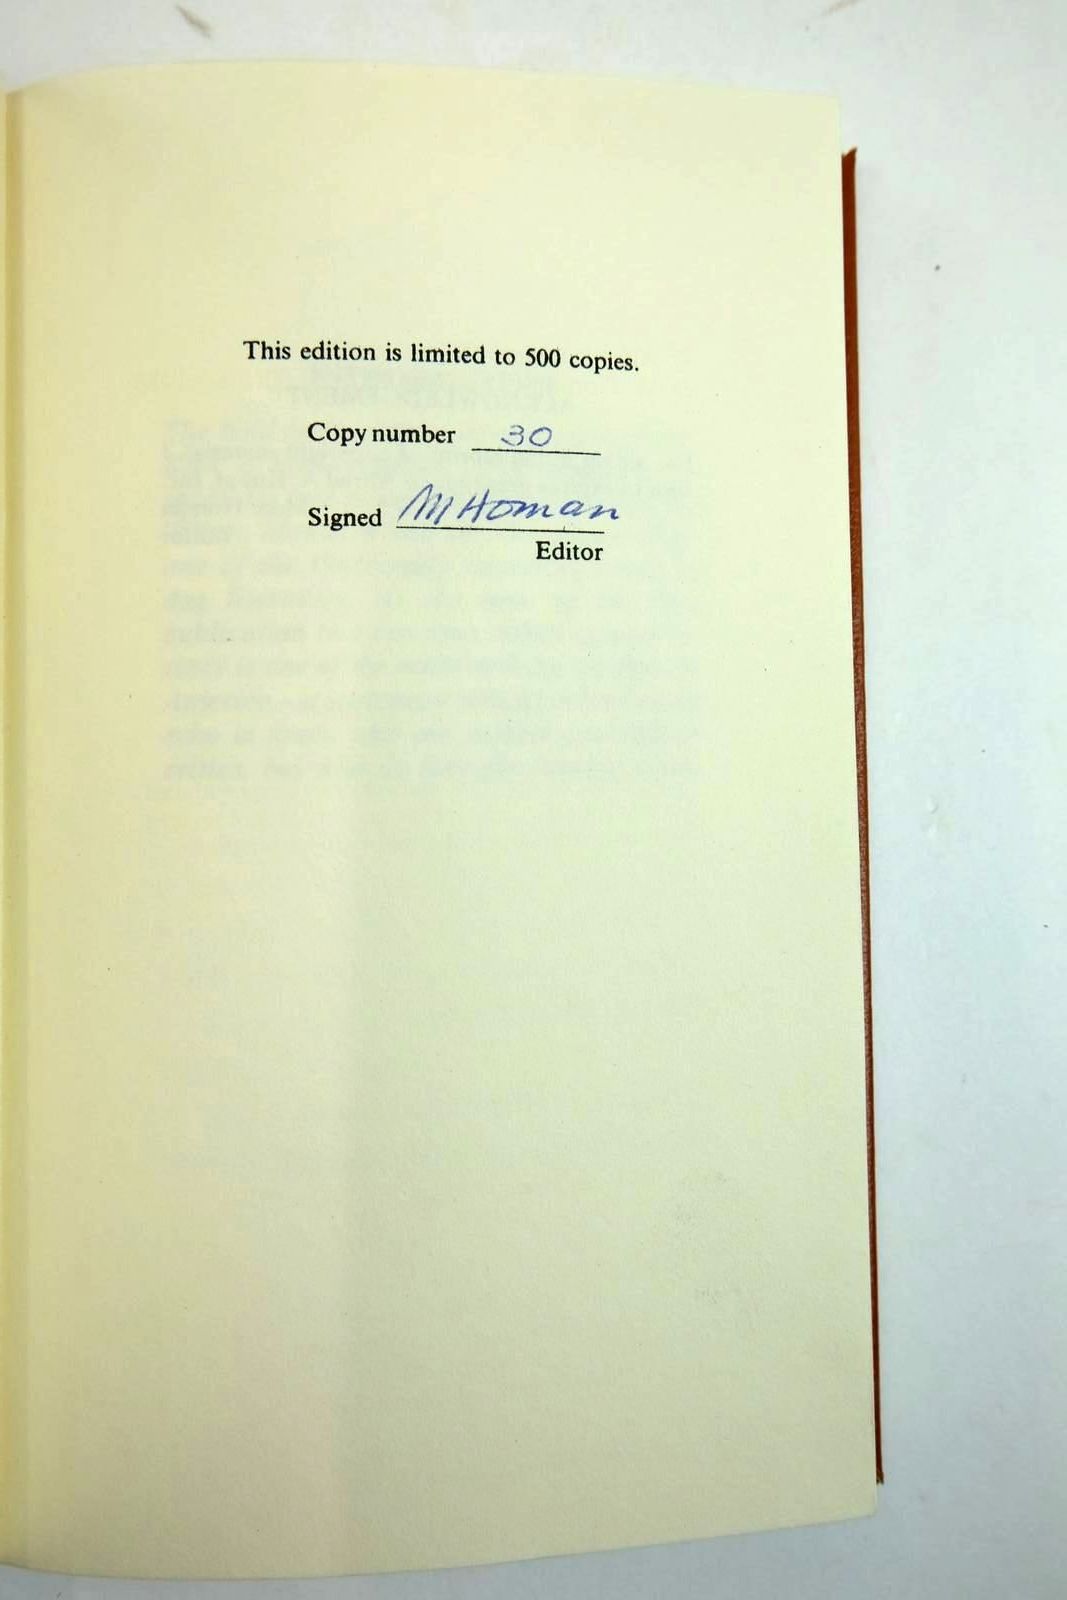 This edition is limited to 500 copies.
Copy number 30
Signed M Homan
Editor